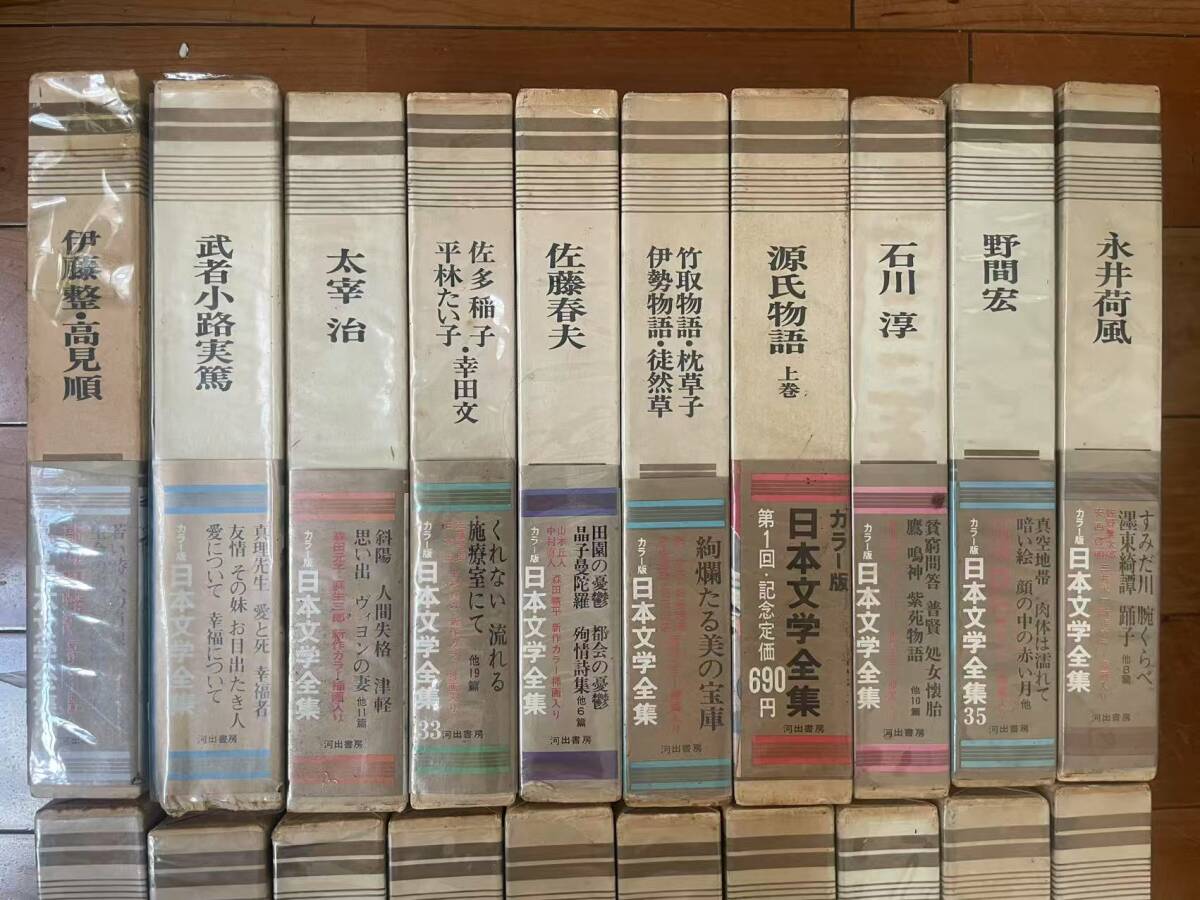 伊藤整・高見順
カラー版
日本文学全集
武者小路実篤
真理先生 愛と死 幸福者
友情 その妹 お目出たき人
愛について 幸福について
カラー版
日本文学全集
河出書房
太宰 治
斜陽 人間失格 津軽
思い出 ヴィヨンの妻 他11篇
カラー版
日本文学全集
河出書房
佐多稲子・幸田文
平林たい子
くれない 流れる
・施療室にて 他19篇
カラー版
日本文学全集
33
河出書房
佐藤春夫
田園の憂鬱 都会の憂鬱
晶子曼陀羅 殉情詩集 他6篇
カラー版
日本文学全集
河出書房
竹取物語・枕草子
伊勢物語・徒然草
絢爛たる美の宝庫
カラー版
日本文学全集
河出書房
源氏物語 上巻
カラー版
日本文学全集
第1回・記念定価
690円
河出書房
石川 淳
貧窮問答 普賢 処女懐胎
鷹 鳴神 紫苑物語 他10篇
カラー版
日本文学全集
河出書房
野間宏
真空地帯 肉体は濡れて
暗い絵 顔の中の赤い月 他
カラー版
日本文学全集
35
河出書房
永井荷風
すみだ川 腕くらべ
濹東綺譚 踊子 他8篇
カラー版
日本文学全集
河出書房